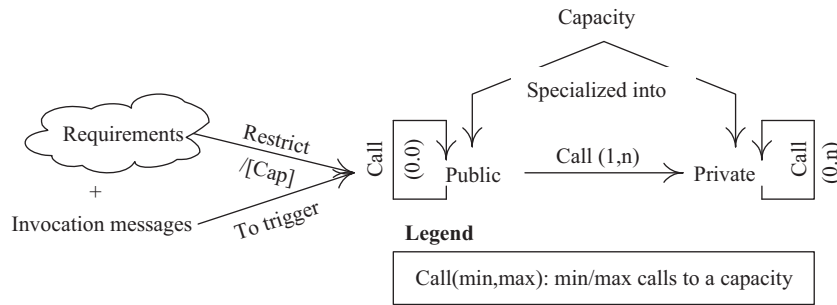 Capacity
Specialized into
Requirements
Restrict
/[Cap]
Call
(0.0)
Public
Call (1,n)
Private
Call
(0,n)
+
Invocation messages
To trigger
Legend
Call(min,max): min/max calls to a capacity